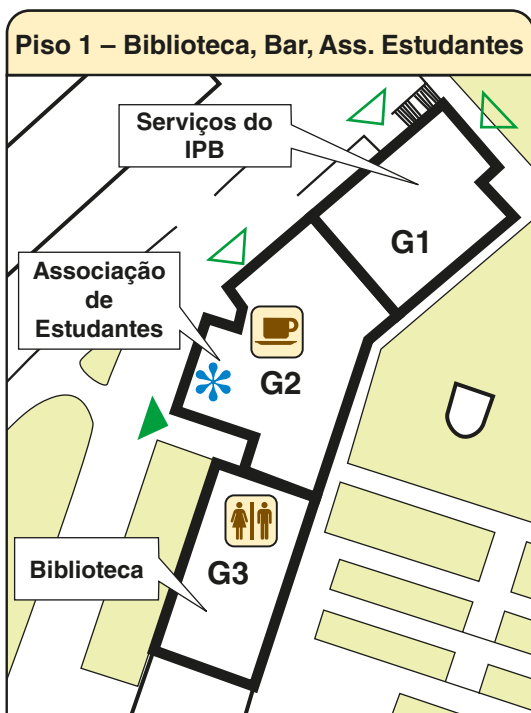 Piso 1 – Biblioteca, Bar, Ass. Estudantes
Serviços do
IPB
G1
Associação
de
Estudantes
G2
G3
Biblioteca